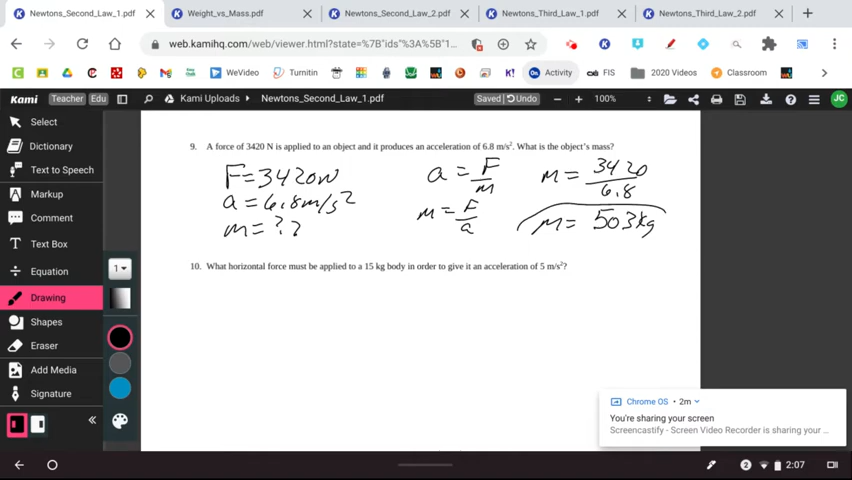 Newtons_Second_Law_1.pdf Weight_vs_Mass.pdf Newtons_Second_Law_2.pdf Newtons_Third_Law_1.pdf Newtons_Third_Law_2.pdf
web.kamihq.com/web/viewer.html?state=%7B"ids"%3A%5B"1...
WeVideo Turnitin K! Activity FIS 2020 Videos Classroom
Kami Teacher Edu Kami Uploads > Newtons_Second_Law_1.pdf Saved Undo 100% JC
Select
Dictionary
Text to Speech
Markup
Comment
Text Box
Equation
Drawing
Shapes
Eraser
Add Media
Signature
1
9. A force of 3420 N is applied to an object and it produces an acceleration of 6.8 m/s². What is the object's mass?
F=3420N
a=6.8m/s²
m=??
a=F/m
m=F/a
m=3420/6.8
m=503kg
10. What horizontal force must be applied to a 15 kg body in order to give it an acceleration of 5 m/s²?
Chrome OS • 2m
You're sharing your screen
Screencastify - Screen Video Recorder is sharing your ...
2 2:07